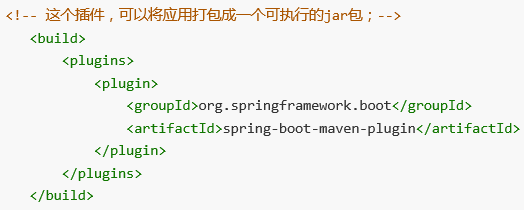 <!-- 这个插件，可以将应用打包成一个可执行的jar包；-->
<build>
<plugins>
<plugin>
<groupId>org.springframework.boot</groupId>
<artifactId>spring-boot-maven-plugin</artifactId>
</plugin>
</plugins>
</build>